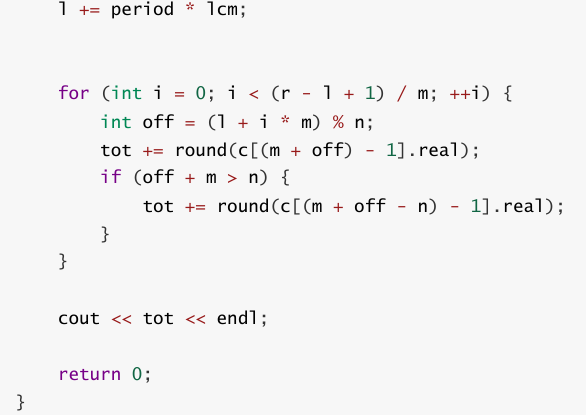 l += period * lcm;
for (int i = 0; i < (r - l + 1) / m; ++i) {
int off = (l + i * m) % n;
tot += round(c[(m + off) - 1].real);
if (off + m > n) {
tot += round(c[(m + off - n) - 1].real);
}
}
cout << tot << endl;
return 0;
}